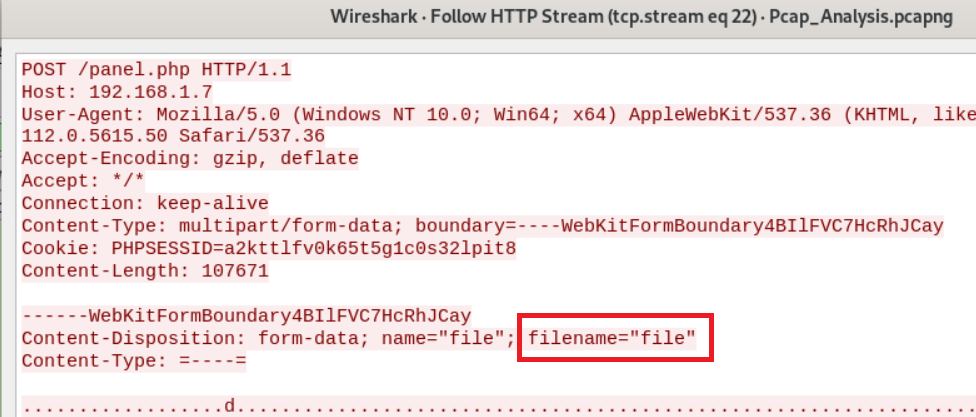 Wireshark · Follow HTTP Stream (tcp.stream eq 22) · Pcap_Analysis.pcapng
POST /panel.php HTTP/1.1
Host: 192.168.1.7
User-Agent: Mozilla/5.0 (Windows NT 10.0; Win64; x64) AppleWebKit/537.36 (KHTML, like
112.0.5615.50 Safari/537.36
Accept-Encoding: gzip, deflate
Accept: */*
Connection: keep-alive
Content-Type: multipart/form-data; boundary=----WebKitFormBoundary4BIlFVC7HcRhJCay
Cookie: PHPSESSID=a2kttlfv0k65t5g1c0s32lpit8
Content-Length: 107671
------WebKitFormBoundary4BIlFVC7HcRhJCay
Content-Disposition: form-data; name="file"; filename="file"
Content-Type: =----=
..................d..................................................................